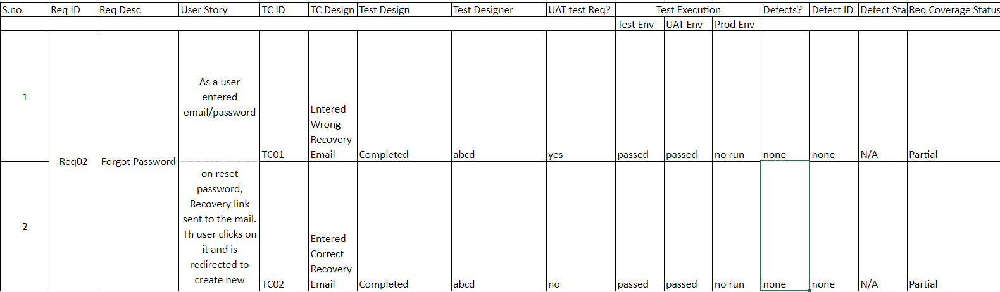 S.no Req ID Req Desc User Story TC ID TC Design Test Design Test Designer UAT test Req? Test Execution Defects? Defect ID Defect Sta Req Coverage Status
Test Env UAT Env Prod Env
1
Req02
Forgot Password
As a user
entered
email/password
TC01
Entered
Wrong
Recovery
Email
Completed abcd yes passed passed no run none none N/A Partial
2
on reset
password,
Recovery link
sent to the mail.
Th user clicks on
it and is
redirected to
create new
TC02
Entered
Correct
Recovery
Email
Completed abcd no passed passed no run none none N/A Partial